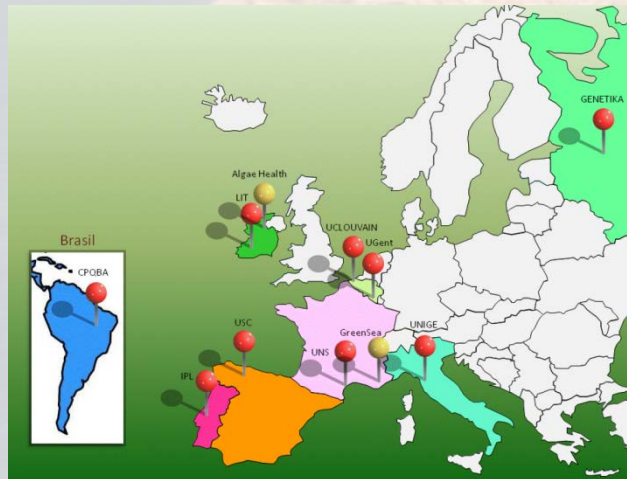 GENETIKA
Algae Health
LIT
UCLOUVAIN
UGent
Brasil
CPQBA
USC
GreenSea
UNIGE
UNS
IPL